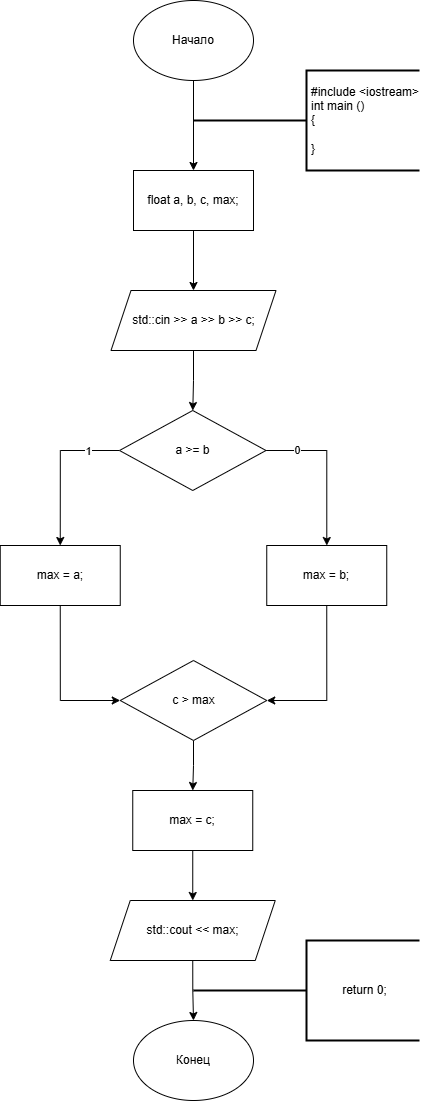 Начало
#include <iostream>
int main ()
{
}
float a, b, c, max;
std::cin >> a >> b >> c;
a >= b
1
0
max = a;
max = b;
c > max
max = c;
std::cout << max;
return 0;
Конец